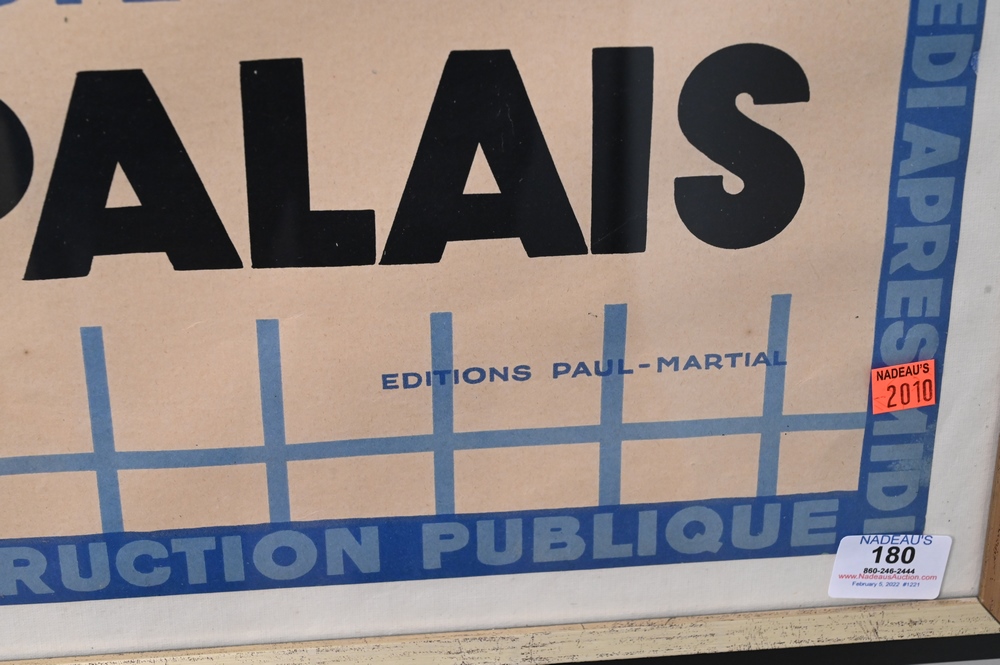 PALAIS
EDITIONS PAUL-MARTIAL
RUCTION PUBLIQUE
EDI APRES MIDI
NADEAU'S
2010
NADEAU'S
180
860-246-2444
www.NadeausAuction.com
February 5, 2022 #1221